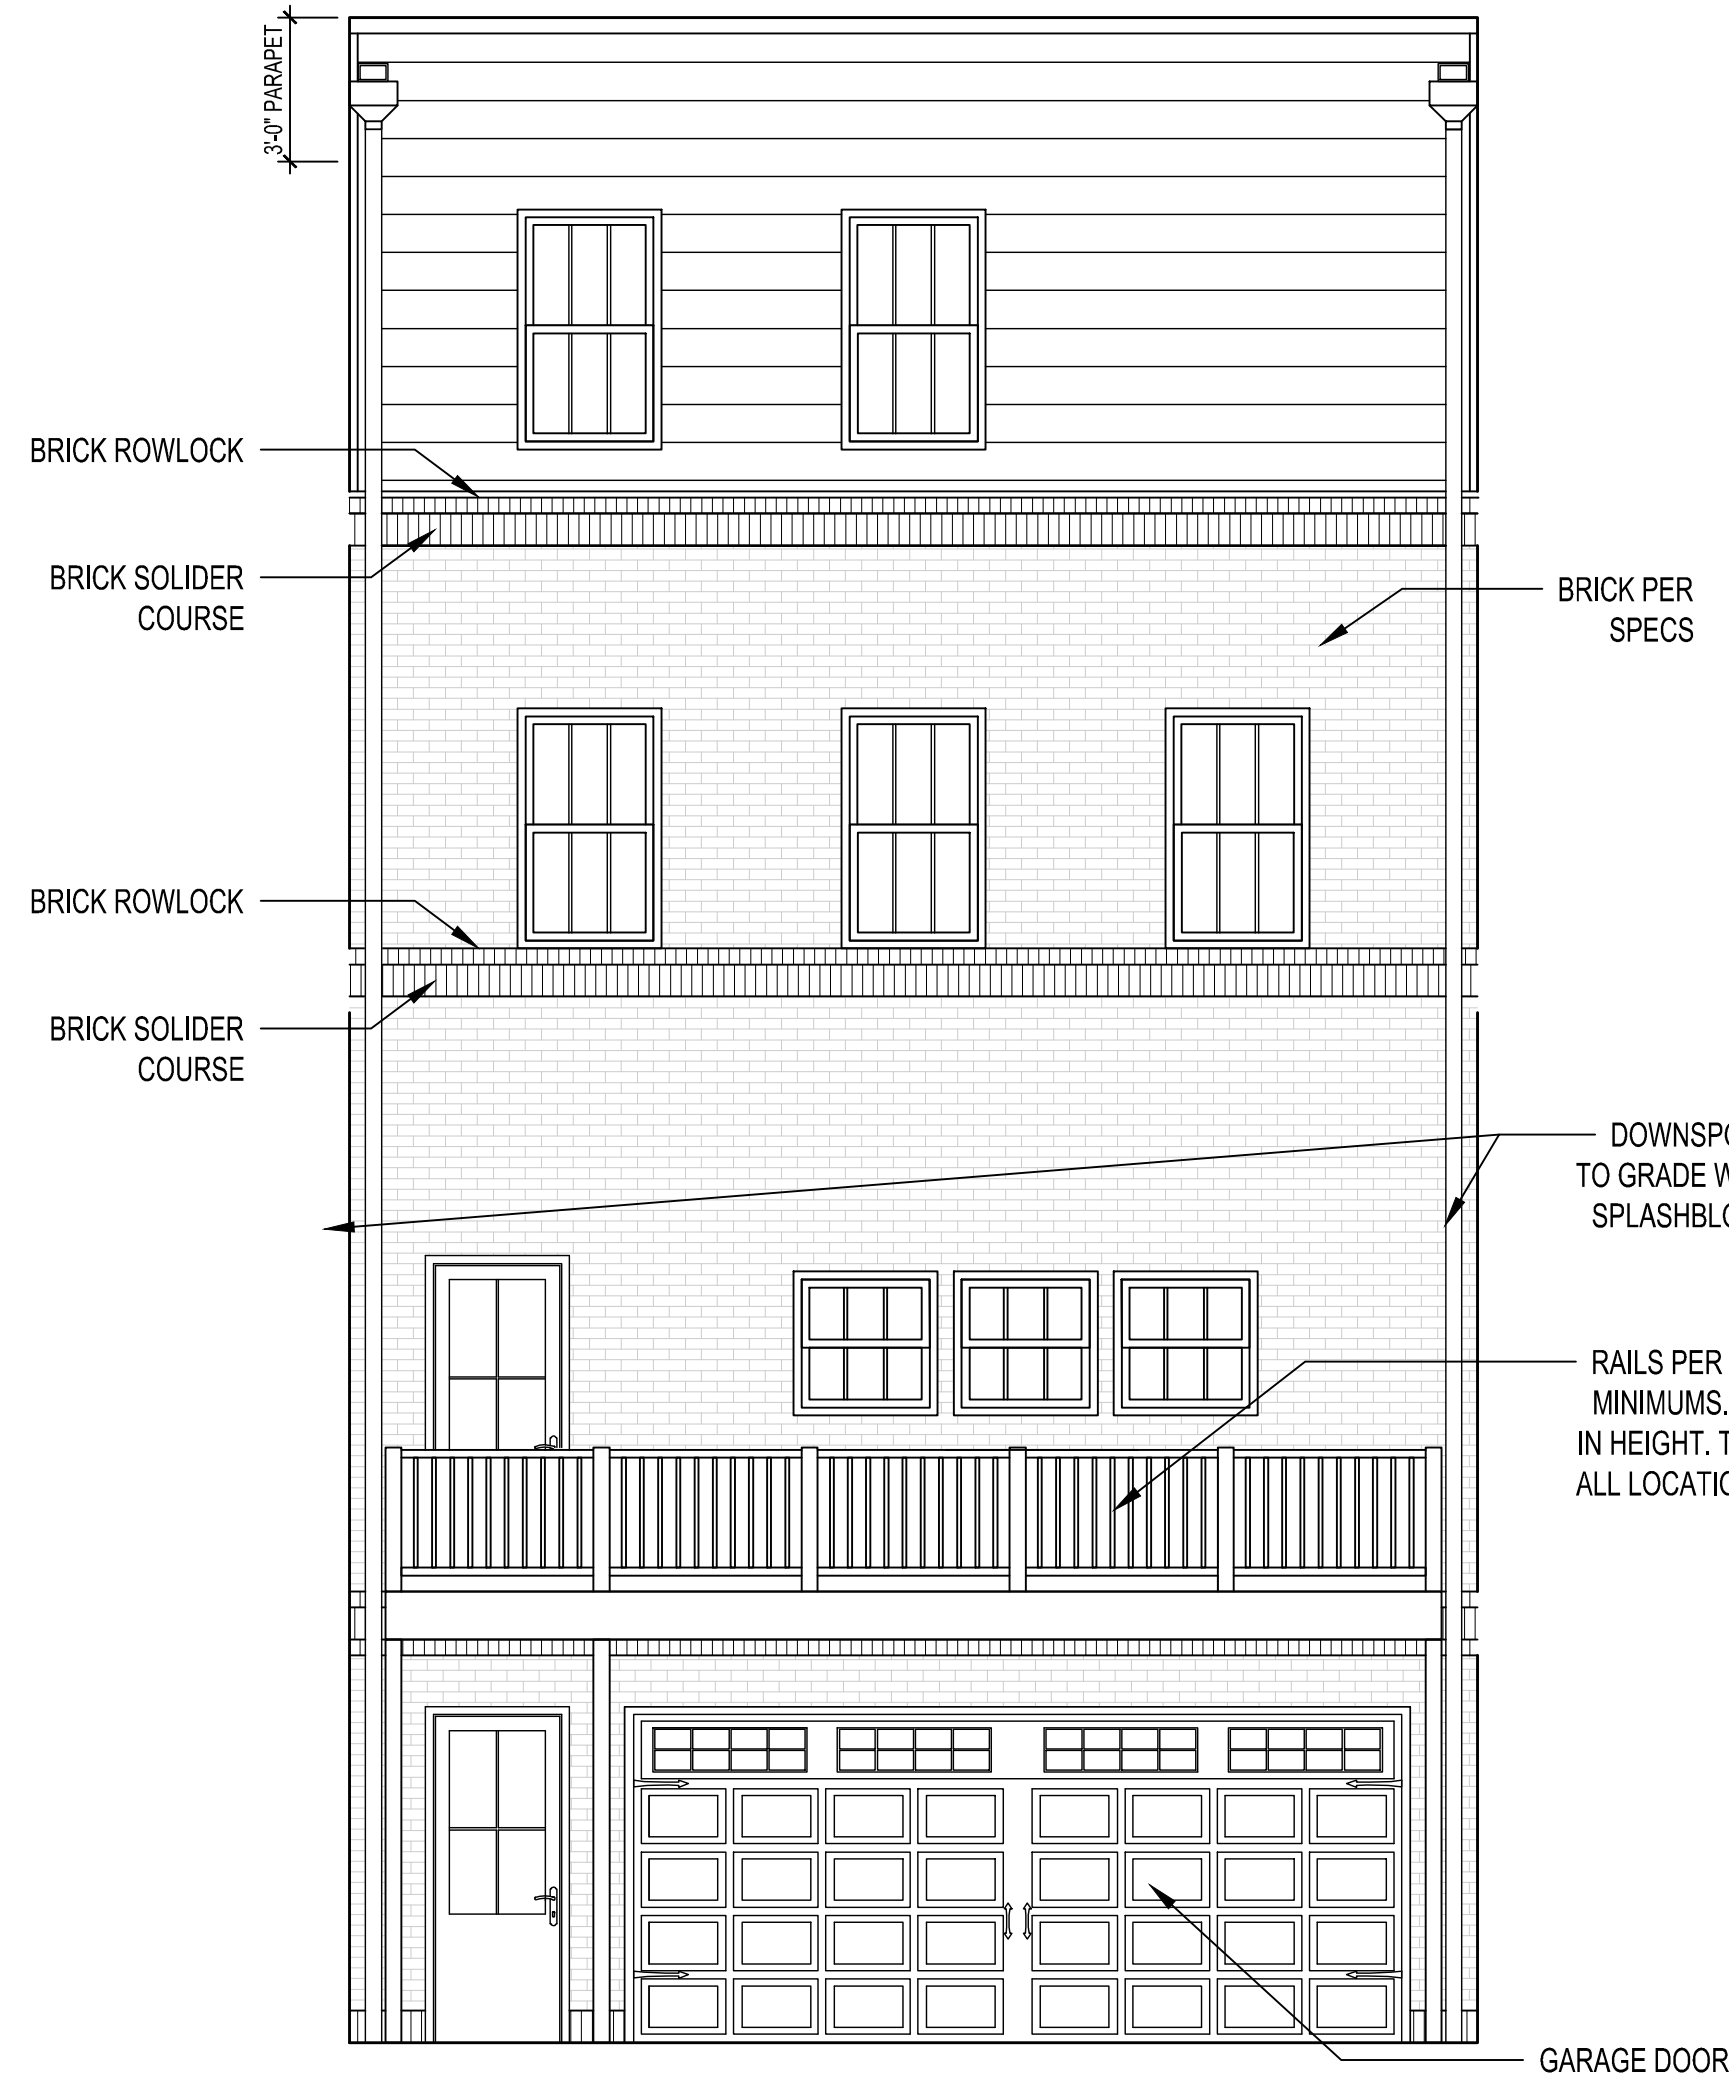 3'-0" PARAPET
BRICK ROWLOCK
BRICK SOLIDER
COURSE
BRICK PER
SPECS
BRICK ROWLOCK
BRICK SOLIDER
COURSE
TO GRADE
RAILS PER
MINIMUMS.
IN HEIGHT.
ALL
GARAGE DOOR